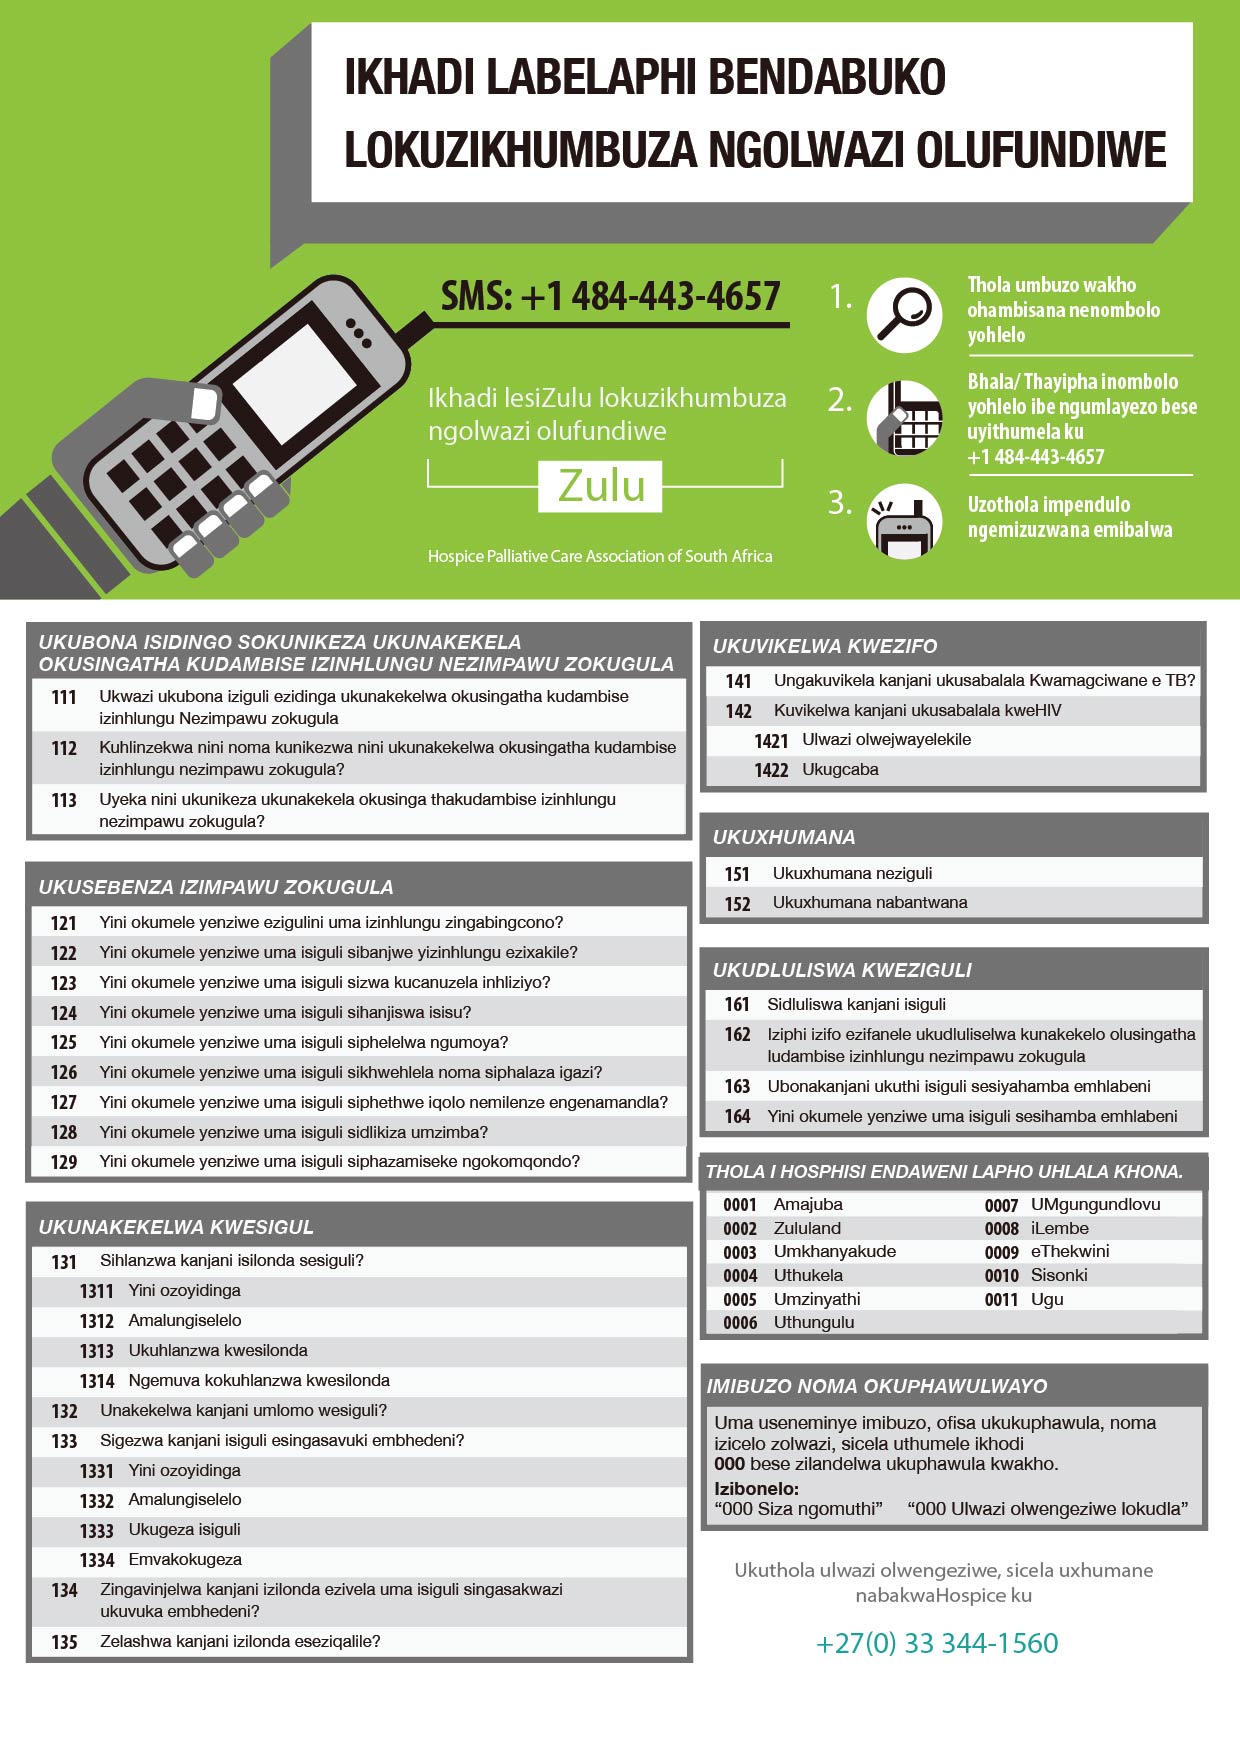 IKHADI LABELAPHI BENDABUKO
LOKUZIKHUMBUZA NGOLWAZI OLUFUNDIWE
SMS: +1 484-443-4657
Ikhadi lesiZulu lokuzikhumbuza
ngolwazi olufundiwe
Zulu
Hospice Palliative Care Association of South Africa
1. Thola umbuzo wakho
ohambisana nenombolo
yohlelo
2. Bhala/ Thayipha inombolo
yohlelo ibe ngumlayezo bese
uyithumela ku
+1 484-443-4657
3. Uzothola impendulo
ngemizuzwana emibalwa
UKUBONA ISIDINGO SOKUNIKEZA UKUNAKEKELA
OKUSINGATHA KUDAMBISE IZINHLUNGU NEZIMPAWU ZOKUGULA
111 Ukwazi ukubona iziguli ezidinga ukunakekelwa okusingatha kudambise
izinhlungu Nezimpawu zokugula
112 Kuhlinzekwa nini noma kunikezwa nini ukunakekelwa okusingatha kudambise
izinhlungu nezimpawu zokugula?
113 Uyeka nini ukunikeza ukunakekela okusinga thakudambise izinhlungu
nezimpawu zokugula?
UKUSEBENZA IZIMPAWU ZOKUGULA
121 Yini okumele yenziwe ezigulini uma izinhlungu zingabingcono?
122 Yini okumele yenziwe uma isiguli sibanjwe yizinhlungu ezixakile?
123 Yini okumele yenziwe uma isiguli sizwa kucanuzela inhliziyo?
124 Yini okumele yenziwe uma isiguli sihanjiswa isisu?
125 Yini okumele yenziwe uma isiguli siphelelwa ngumoya?
126 Yini okumele yenziwe uma isiguli sikhwehlela noma siphalaza igazi?
127 Yini okumele yenziwe uma isiguli siphethwe iqolo nemilenze engenamandla?
128 Yini okumele yenziwe uma isiguli sidlikiza umzimba?
129 Yini okumele yenziwe uma isiguli siphazamiseke ngokomqondo?
UKUNAKEKELWA KWESIGUL
131 Sihlanzwa kanjani isilonda sesiguli?
1311 Yini ozoyidinga
1312 Amalungiselelo
1313 Ukuhlanzwa kwesilonda
1314 Ngemuva kokuhlanzwa kwesilonda
132 Unakekelwa kanjani umlomo wesiguli?
133 Sigezwa kanjani isiguli esingasavuki embhedeni?
1331 Yini ozoyidinga
1332 Amalungiselelo
1333 Ukugeza isiguli
1334 Emvakokugeza
134 Zingavinjelwa kanjani izilonda ezivela uma isiguli singasakwazi
ukuvuka embhedeni?
135 Zelashwa kanjani izilonda eseziqalile?
UKUVIKELWA KWEZIFO
141 Ungakuvikela kanjani ukusabalala Kwamagciwane e TB?
142 Kuvikelwa kanjani ukusabalala kweHIV
1421 Ulwazi olwejwayelekile
1422 Ukugcaba
UKUXHUMANA
151 Ukuxhumana neziguli
152 Ukuxhumana nabantwana
UKUDLULISWA KWEZIGULI
161 Sidluliswa kanjani isiguli
162 Iziphi izifo ezifanele ukudluliselwa kunakekelo olusingatha
ludambise izinhlungu nezimpawu zokugula
163 Ubonakanjani ukuthi isiguli sesiyahamba emhlabeni
164 Yini okumele yenziwe uma isiguli sesihamba emhlabeni
THOLA I HOSPHISI ENDAWENI LAPHO UHLALA KHONA.
0001 Amajuba 0007 UMgungundlovu
0002 Zululand 0008 iLembe
0003 Umkhanyakude 0009 eThekwini
0004 Uthukela 0010 Sisonki
0005 Umzinyathi 0011 Ugu
0006 Uthungulu
IMIBUZO NOMA OKUPHAWULWAYO
Uma useneminye imibuzo, ofisa ukukuphawula, noma
izicelo zolwazi, sicela uthumele ikhodi
000 bese zilandelwa ukuphawula kwakho.
Izibonelo:
“000 Siza ngomuthi” “000 Ulwazi olwengeziwe lokudla”
Ukuthola ulwazi olwengeziwe, sicela uxhumane
nabakwaHospice ku
+27(0) 33 344-1560